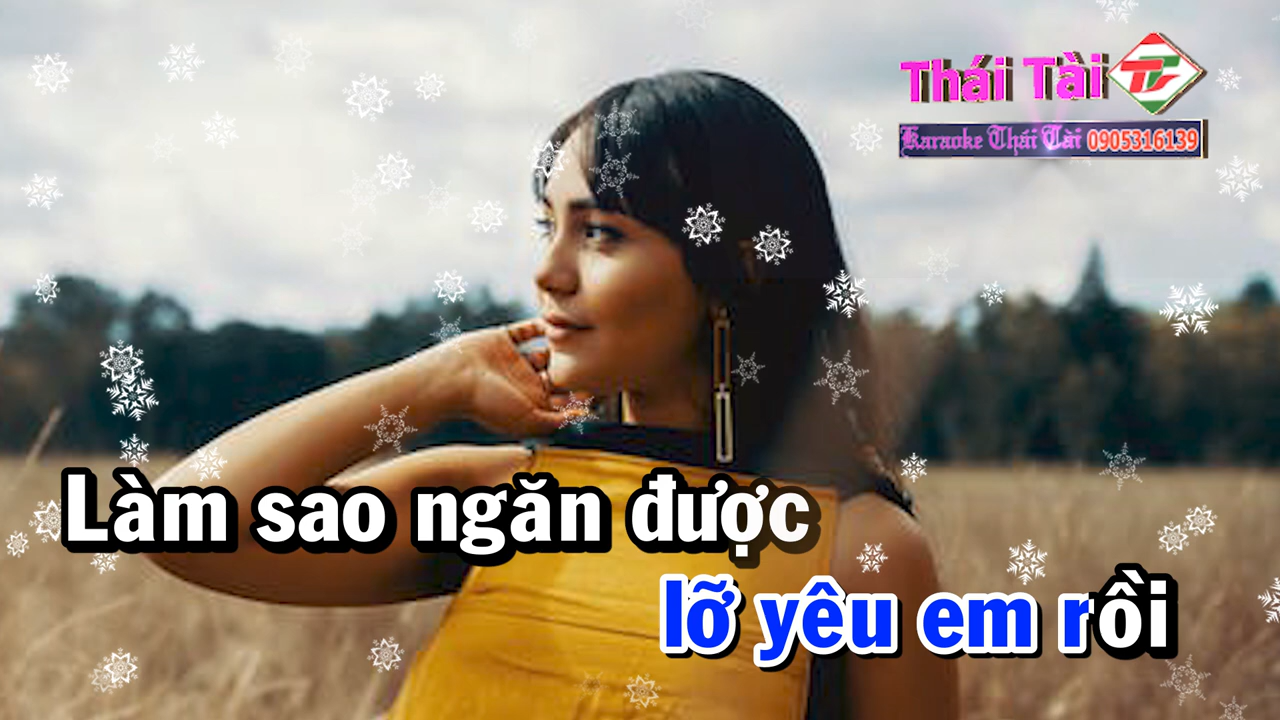 Thái Tài
Karaoke Thái Tài 0905316139
Làm sao ngăn được
lỡ yêu em rồi